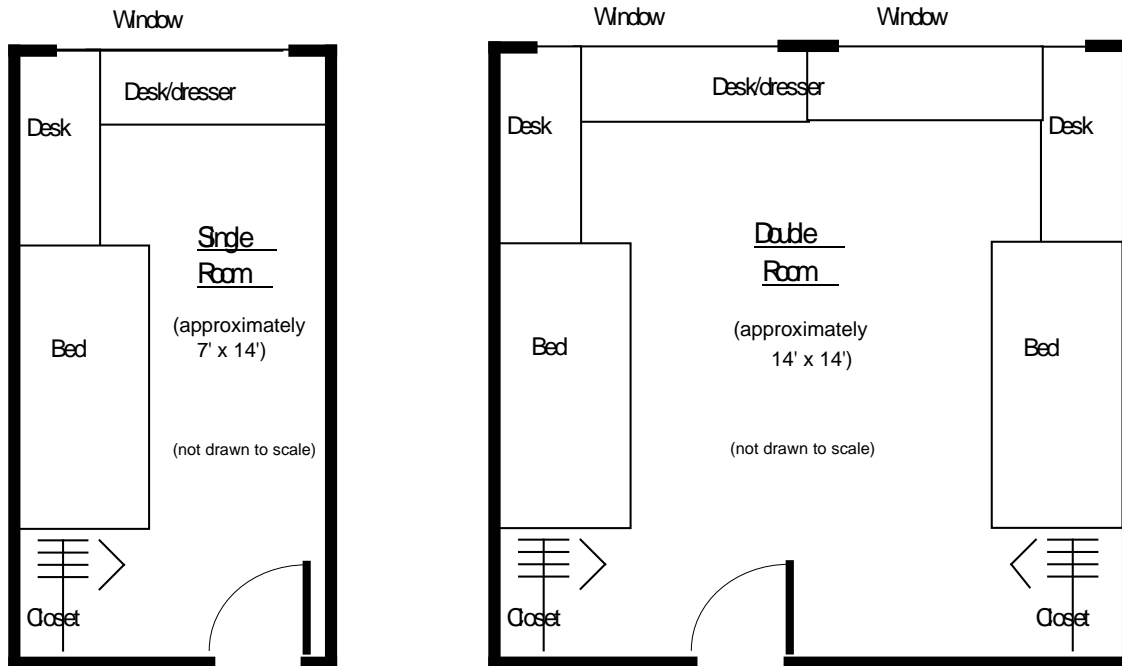 Window
Desk/dresser
Desk
Single
Room
(approximately
7' x 14')
Bed
(not drawn to scale)
Closet
Window
Window
Desk/dresser
Desk
Desk
Double
Room
(approximately
14' x 14')
Bed
Bed
(not drawn to scale)
Closet
Closet